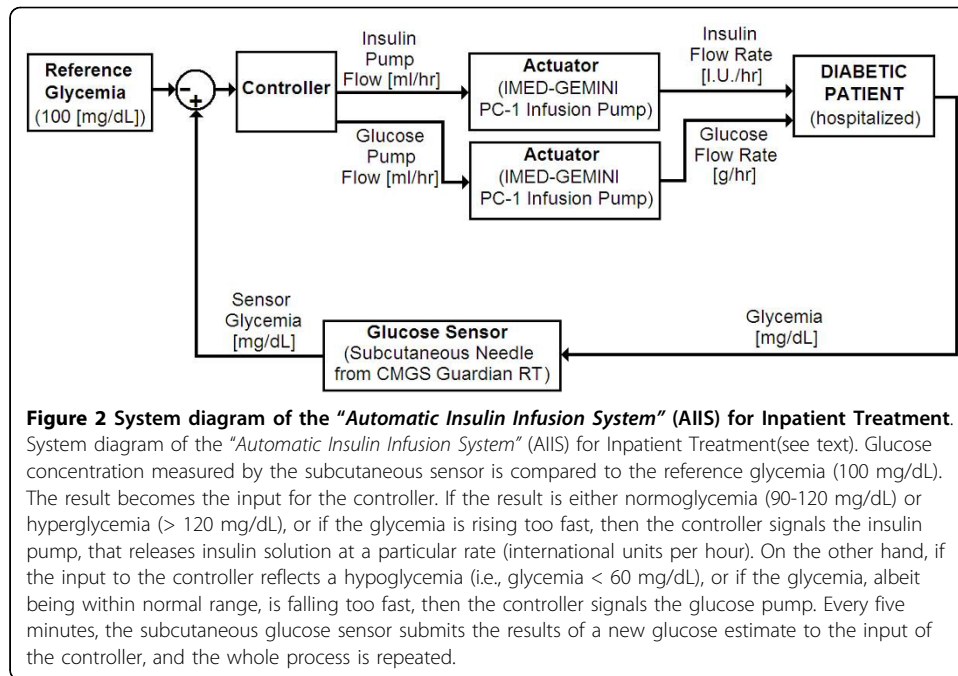 Reference
Glycemia
(100 [mg/dL])
-
+
Controller
Insulin
Pump
Flow [ml/hr]
Glucose
Pump
Flow [ml/hr]
Actuator
(IMED-GEMINI
PC-1 Infusion Pump)
Actuator
(IMED-GEMINI
PC-1 Infusion Pump)
Insulin
Flow Rate
[I.U./hr]
Glucose
Flow Rate
[g/hr]
DIABETIC
PATIENT
(hospitalized)
Sensor
Glycemia
[mg/dL]
Glucose Sensor
(Subcutaneous Needle
from CMGS Guardian RT)
Glycemia
[mg/dL]
Figure 2 System diagram of the "Automatic Insulin Infusion System" (AIIS) for Inpatient Treatment.
System diagram of the "Automatic Insulin Infusion System" (AIIS) for Inpatient Treatment(see text). Glucose
concentration measured by the subcutaneous sensor is compared to the reference glycemia (100 mg/dL).
The result becomes the input for the controller. If the result is either normoglycemia (90-120 mg/dL) or
hyperglycemia (> 120 mg/dL), or if the glycemia is rising too fast, then the controller signals the insulin
pump, that releases insulin solution at a particular rate (international units per hour). On the other hand, if
the input to the controller reflects a hypoglycemia (i.e., glycemia < 60 mg/dL), or if the glycemia, albeit
being within normal range, is falling too fast, then the controller signals the glucose pump. Every five
minutes, the subcutaneous glucose sensor submits the results of a new glucose estimate to the input of
the controller, and the whole process is repeated.